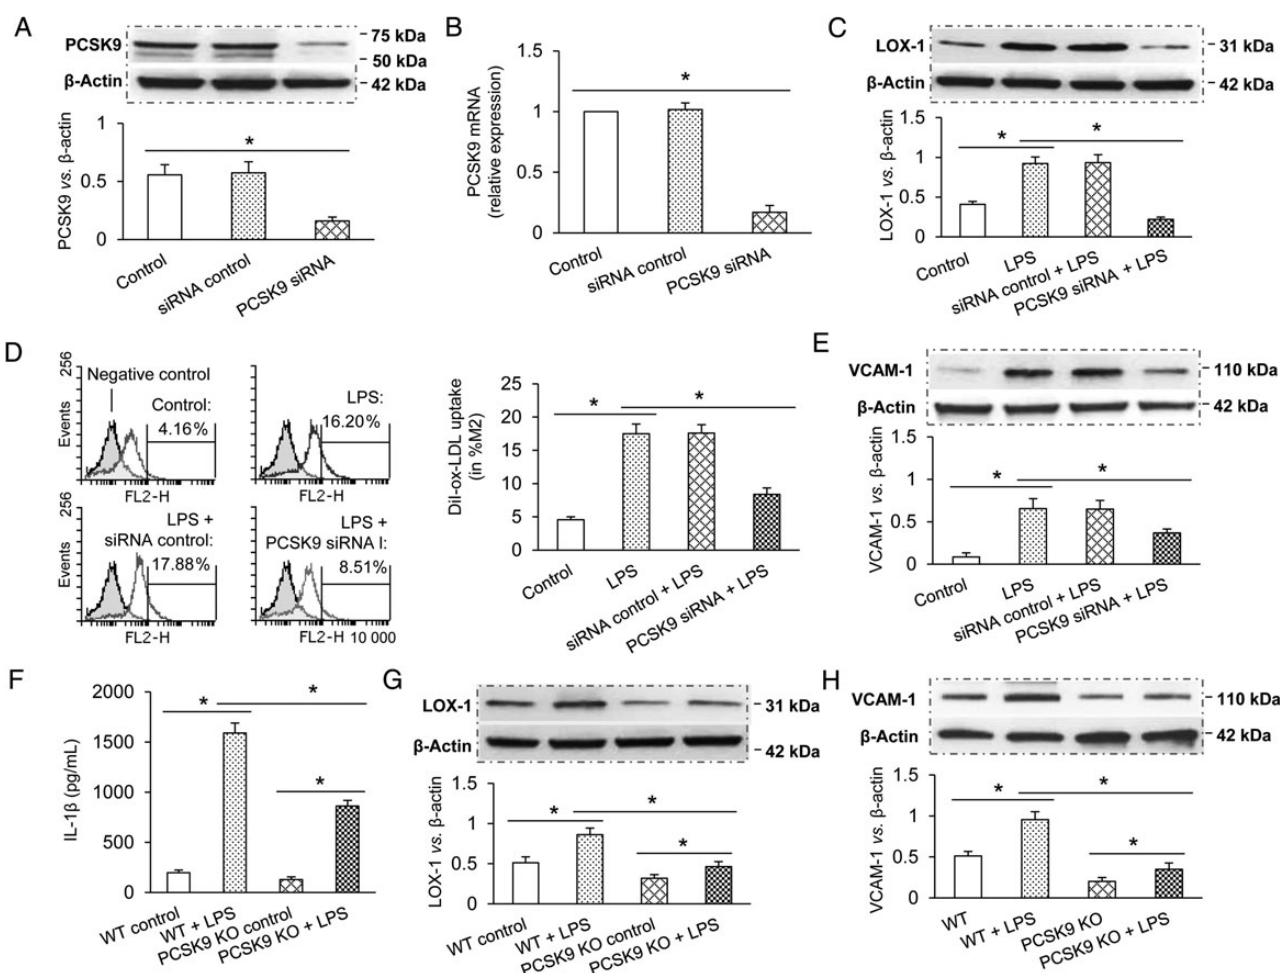 A
PCSK9
75 kDa
50 kDa
β-Actin
42 kDa
PCSK9 vs. β-actin
1
0.5
0
*
Control
siRNA control
PCSK9 siRNA
B
PCSK9 mRNA
(relative expression)
1.5
1
0.5
0
*
Control
siRNA control
PCSK9 siRNA
C
LOX-1
31 kDa
β-Actin
42 kDa
LOX-1 vs. β-actin
1.5
1
0.5
0
*
*
Control
LPS
siRNA control + LPS
PCSK9 siRNA + LPS
D
256
Events
Negative control
Control:
4.16%
FL2-H
LPS:
16.20%
FL2-H
256
Events
LPS +
siRNA control:
17.88%
FL2-H
LPS +
PCSK9 siRNA I:
8.51%
FL2-H 10 000
Dil-ox-LDL uptake
(in %M2)
25
20
15
10
5
0
*
*
Control
LPS
siRNA control + LPS
PCSK9 siRNA + LPS
E
VCAM-1
110 kDa
β-Actin
42 kDa
VCAM-1 vs. β-actin
1.5
1
0.5
0
*
*
Control
LPS
siRNA control + LPS
PCSK9 siRNA + LPS
F
IL-1β (pg/mL)
2000
1500
1000
500
0
*
*
*
WT control
WT + LPS
PCSK9 KO control
PCSK9 KO + LPS
G
LOX-1
31 kDa
β-Actin
42 kDa
LOX-1 vs. β-actin
1.5
1
0.5
0
*
*
*
WT control
WT + LPS
PCSK9 KO control
PCSK9 KO + LPS
H
VCAM-1
110 kDa
β-Actin
42 kDa
VCAM-1 vs. β-actin
1.5
1
0.5
0
*
*
*
WT
WT + LPS
PCSK9 KO
PCSK9 KO + LPS